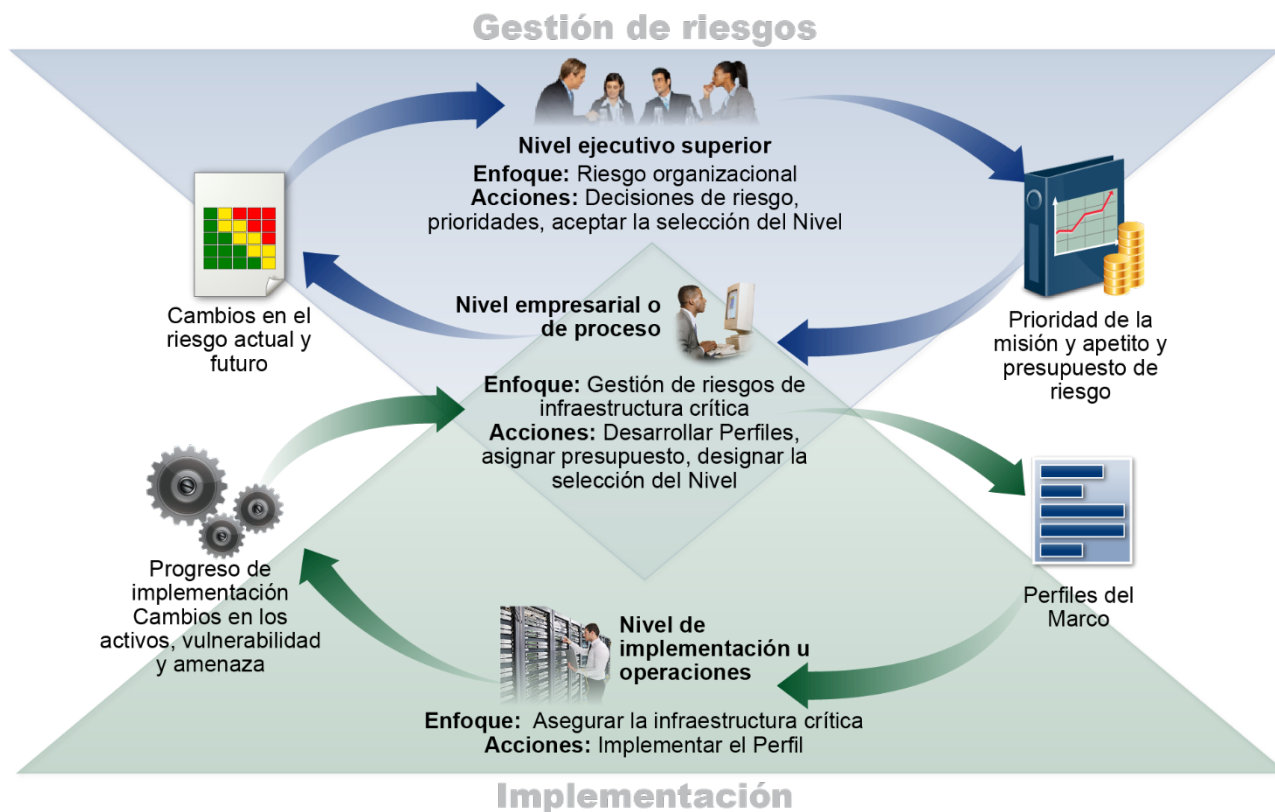 Gestión de riesgos
Nivel ejecutivo superior
Enfoque: Riesgo organizacional
Acciones: Decisiones de riesgo,
prioridades, aceptar la selección del Nivel
Cambios en el
riesgo actual y
futuro
Nivel empresarial o
de proceso
Prioridad de la
misión y apetito y
presupuesto de
riesgo
Enfoque: Gestión de riesgos de
infraestructura crítica
Acciones: Desarrollar Perfiles,
asignar presupuesto, designar la
selección del Nivel
Progreso de
implementación
Cambios en los
activos, vulnerabilidad
y amenaza
Perfiles del
Marco
Nivel de
implementación u
operaciones
Enfoque: Asegurar la infraestructura crítica
Acciones: Implementar el Perfil
Implementación